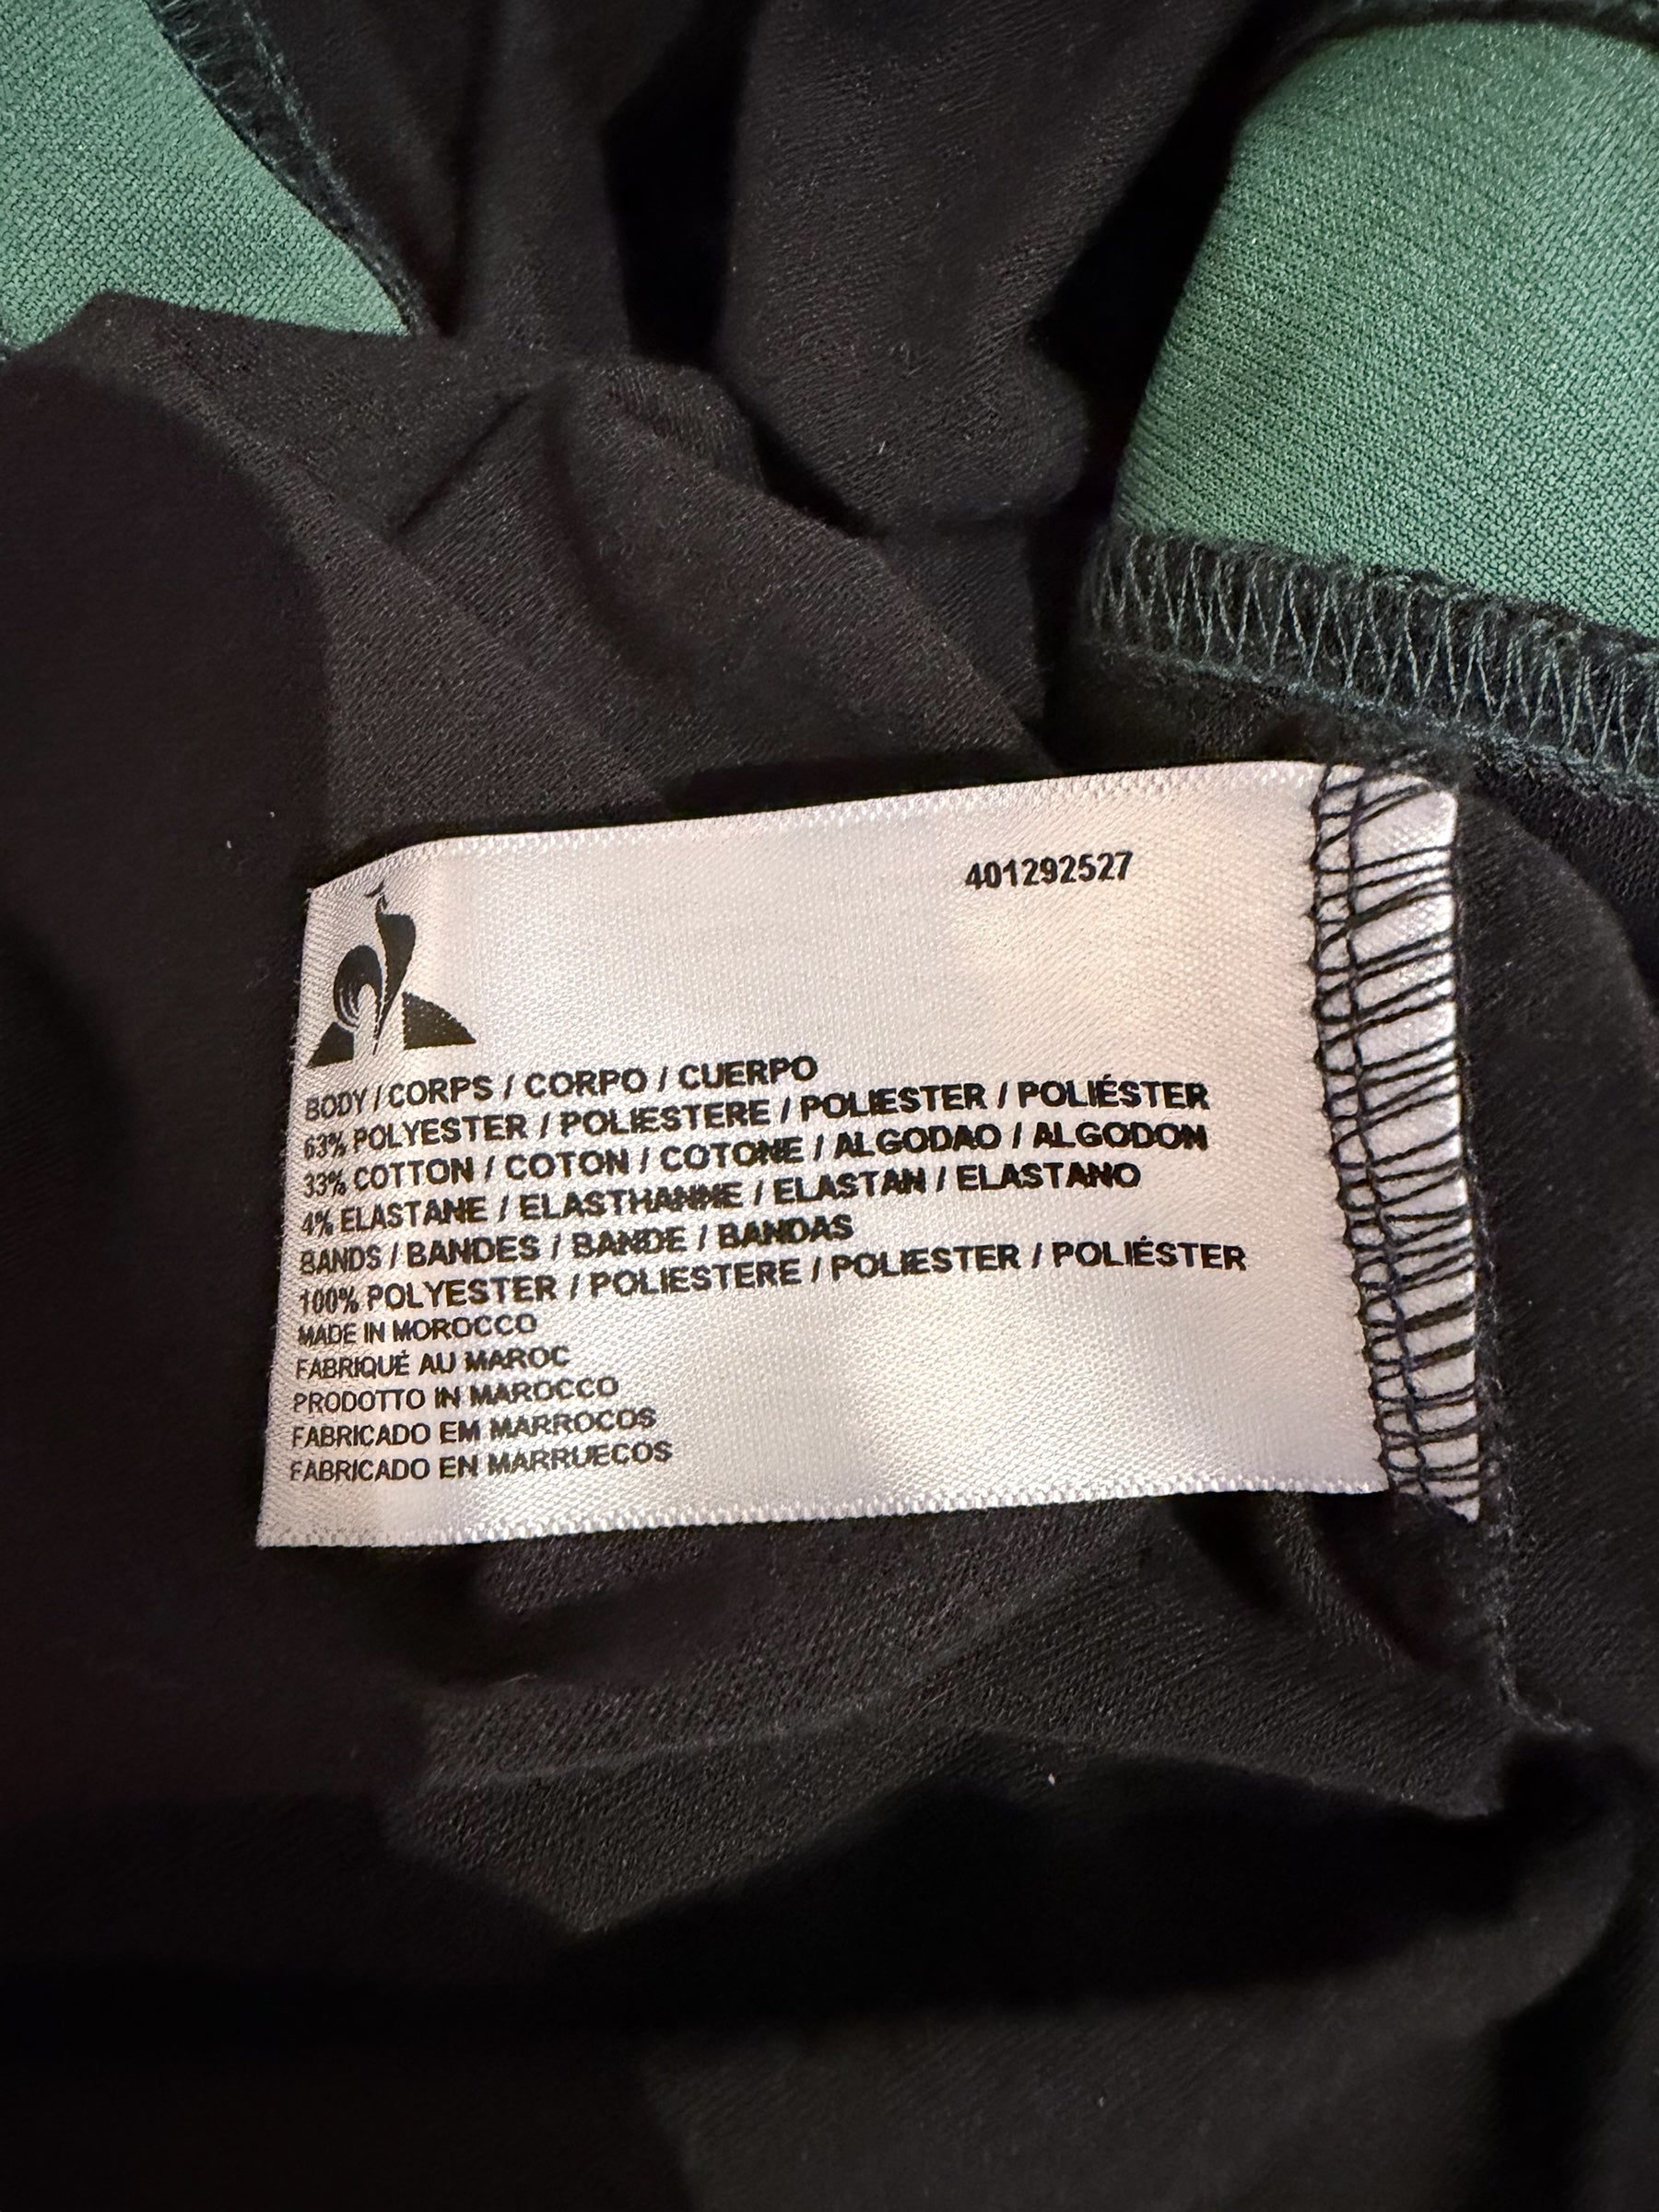 401292527
BODY / CORPS / CORPO / CUERPO
63% POLYESTER / POLIESTERE / POLIESTER / POLIÉSTER
33% COTTON / COTON / COTONE / ALGODAO / ALGODON
4% ELASTANE / ELASTHANNE / ELASTAN / ELASTANO
BANDS / BANDES / BANDE / BANDAS
100% POLYESTER / POLIESTERE / POLIESTER / POLIÉSTER
MADE IN MOROCCO
FABRIQUÉ AU MAROC
PRODOTTO IN MAROCCO
FABRICADO EM MARROCOS
FABRICADO EN MARRUECOS